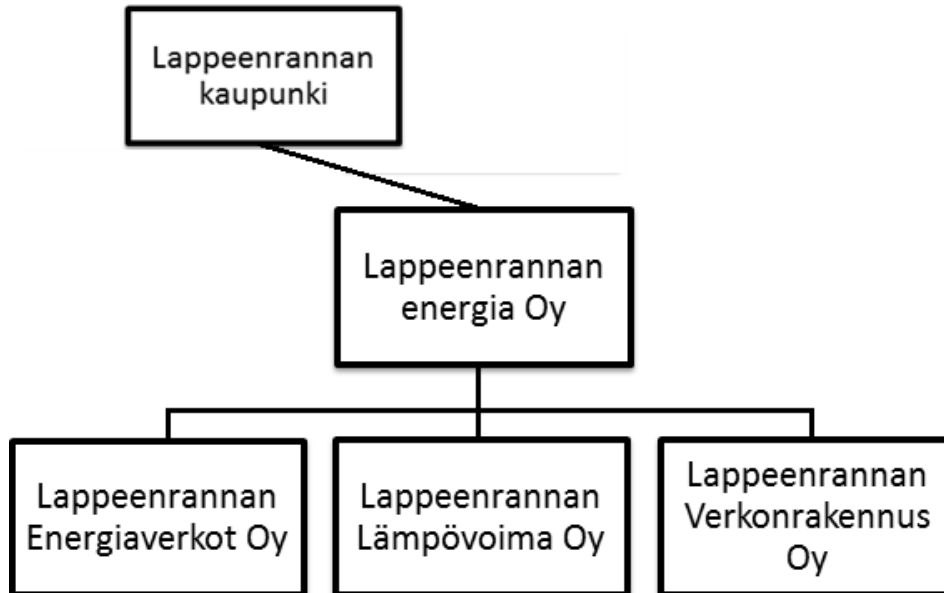 Lappeenrannan
kaupunki
Lappeenrannan
energia Oy
Lappeenrannan
Energiaverkot Oy
Lappeenrannan
Lämpövoima Oy
Lappeenrannan
Verkonrakennus
Oy